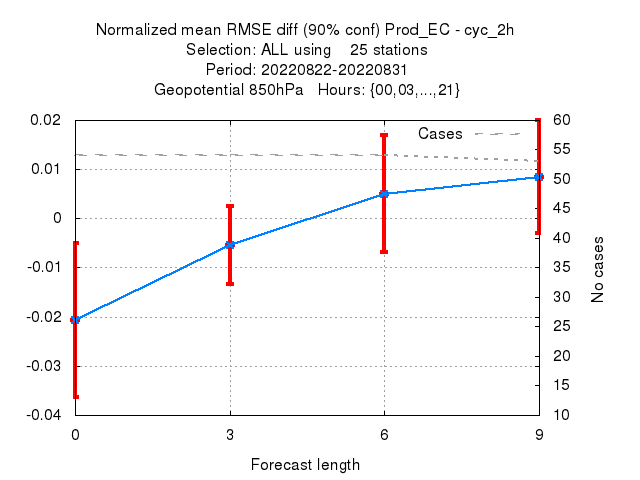 Normalized mean RMSE diff (90% conf) Prod_EC - cyc_2h
Selection: ALL using    25 stations
Period: 20220822-20220831
Geopotential 850hPa   Hours: {00,03,...,21}
Cases
0.02
0.01
0
-0.01
-0.02
-0.03
-0.04
60
55
50
45
40
35
30
25
20
15
10
No cases
0 3 6 9
Forecast length